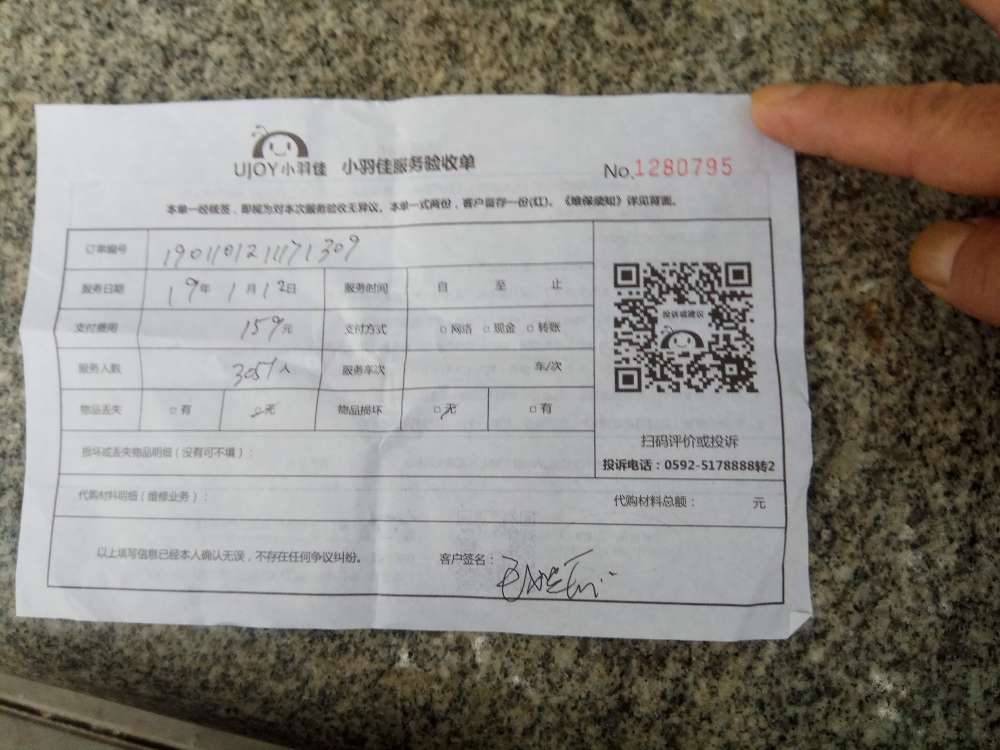 UJOY小羽佳 小羽佳服务验收单 No.1280795
本单一经核签，即视为对本次服务验收无异议。本单一式两份，客户留存一份(红)。《维保须知》详见背面。
订单编号 1901101211171309
服务日期 19年 1月12日 服务时间 自 至 止
支付费用 159元 支付方式 □网络 □现金 □转账
服务人数 3051人 服务车次 车/次
物品丢失 □有 □无 物品损坏 □无 □有
投诉或建议
扫码评价或投诉
投诉电话：0592-5178888转2
损坏或丢失物品明细（没有可不填）：
代购材料明细（维修业务）： 代购材料总额： 元
以上填写信息已经本人确认无误，不存在任何争议纠纷。 客户签名：